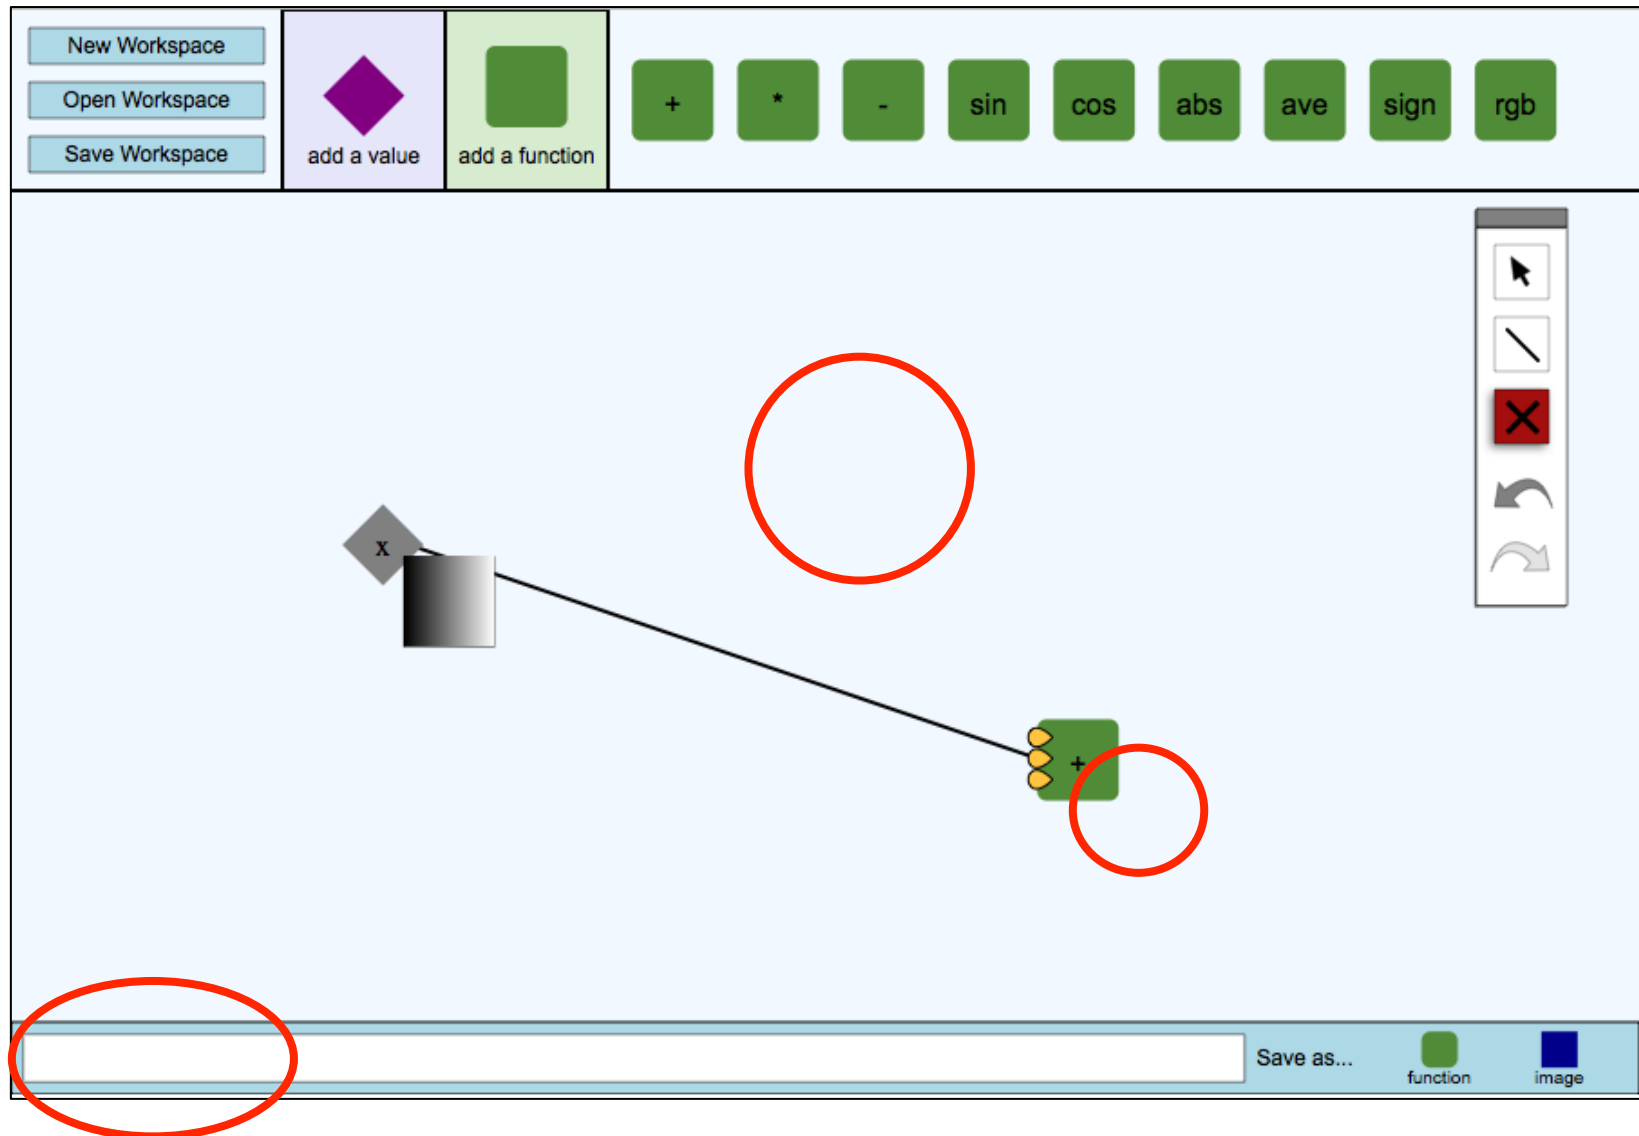 New Workspace
Open Workspace
Save Workspace
add a value
add a function
+
*
-
sin
cos
abs
ave
sign
rgb
x
+
Save as...
function
image